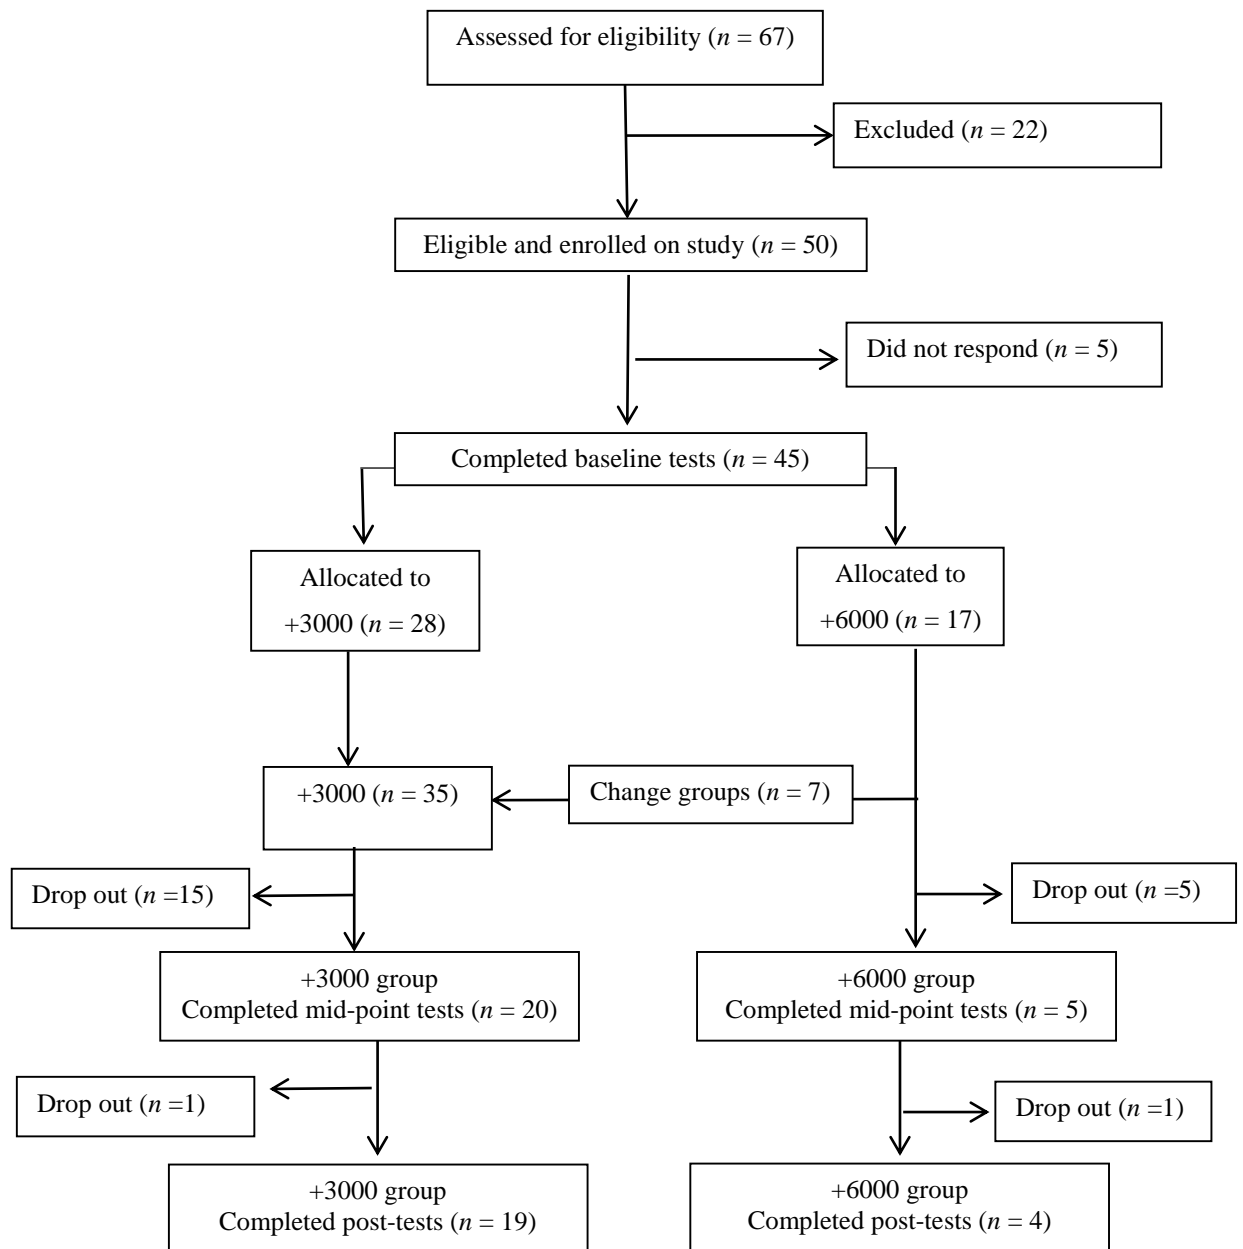 Assessed for eligibility (n = 67)
Excluded (n = 22)
Eligible and enrolled on study (n = 50)
Did not respond (n = 5)
Completed baseline tests (n = 45)
Allocated to
+3000 (n = 28)
Allocated to
+6000 (n = 17)
+3000 (n = 35)
Change groups (n = 7)
Drop out (n =15)
Drop out (n =5)
+3000 group
Completed mid-point tests (n = 20)
+6000 group
Completed mid-point tests (n = 5)
Drop out (n =1)
Drop out (n =1)
+3000 group
Completed post-tests (n = 19)
+6000 group
Completed post-tests (n = 4)